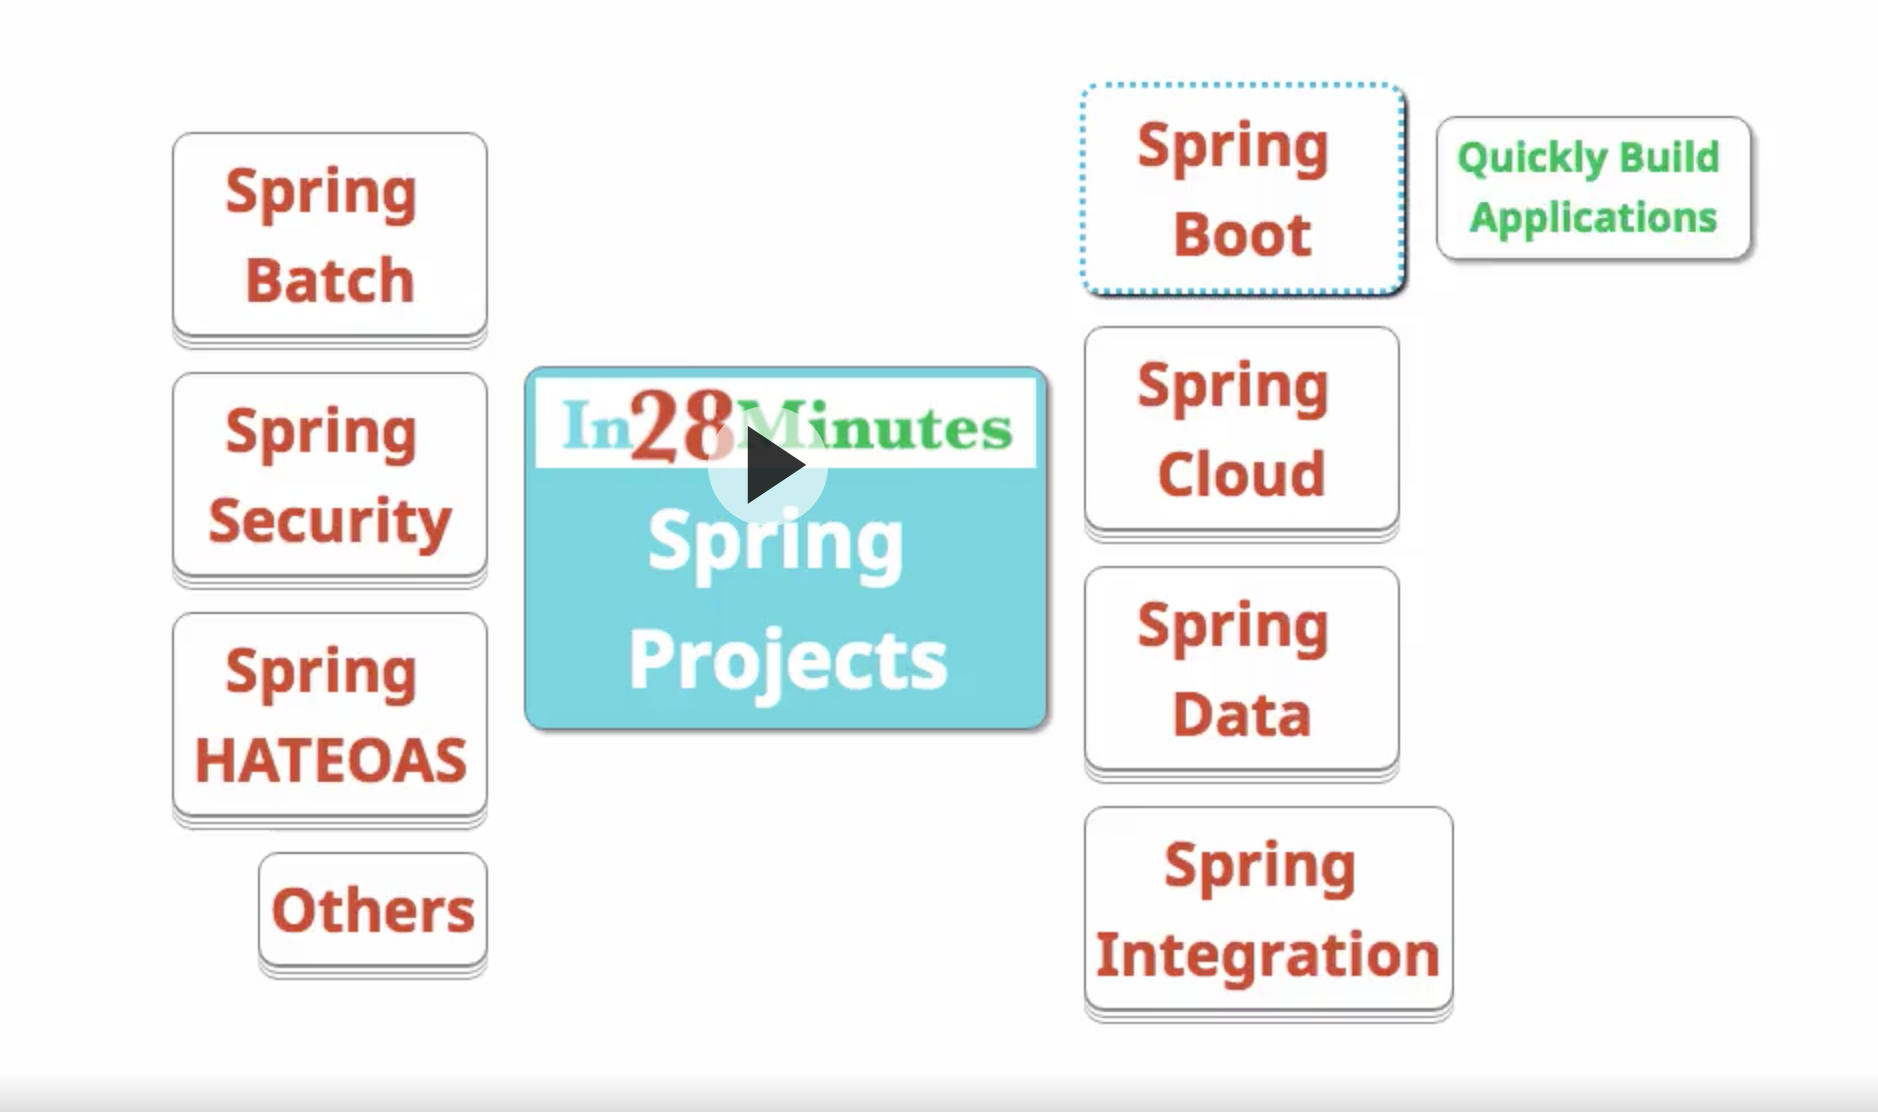 Spring
Batch
Spring
Security
Spring
HATEOAS
Others
In28Minutes
Spring
Projects
Spring
Boot
Quickly Build
Applications
Spring
Cloud
Spring
Data
Spring
Integration